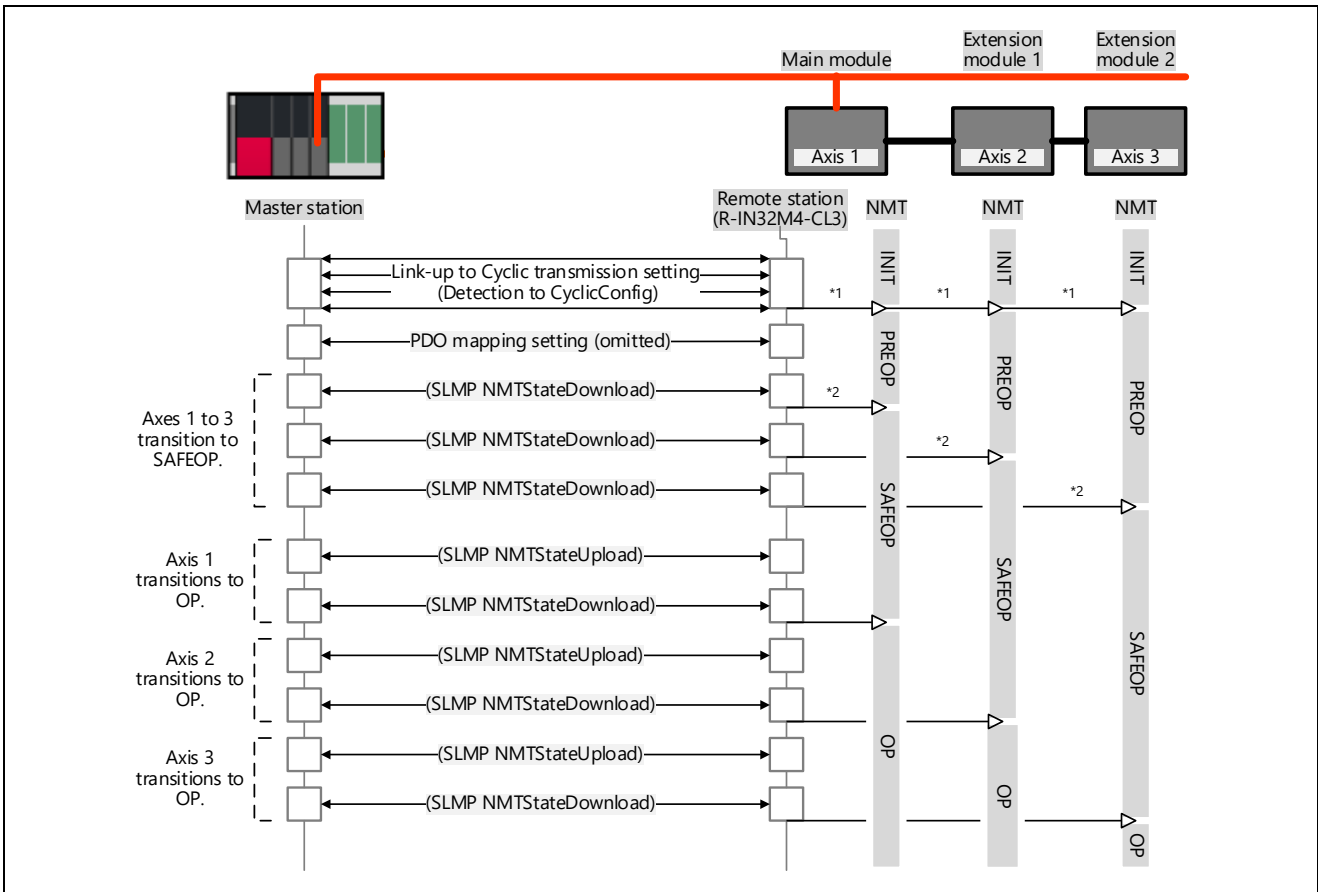 Main module
Extension
module 1
Extension
module 2
Axis 1
Axis 2
Axis 3
Master station
Remote station
(R-IN32M4-CL3)
NMT
NMT
NMT
INIT
INIT
INIT
Link-up to Cyclic transmission setting
(Detection to CyclicConfig)
*1
*1
*1
PDO mapping setting (omitted)
PREOP
PREOP
PREOP
Axes 1 to 3
transition to
SAFEOP.
(SLMP NMTStateDownload)
*2
(SLMP NMTStateDownload)
*2
(SLMP NMTStateDownload)
*2
SAFEOP
SAFEOP
SAFEOP
Axis 1
transitions to
OP.
(SLMP NMTStateUpload)
(SLMP NMTStateDownload)
Axis 2
transitions to
OP.
(SLMP NMTStateUpload)
(SLMP NMTStateDownload)
Axis 3
transitions to
OP.
(SLMP NMTStateUpload)
(SLMP NMTStateDownload)
OP
OP
OP